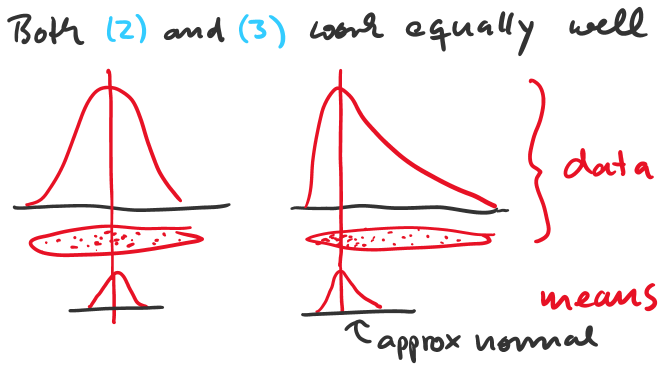 Both (2) and (3) work equally well
data
means
approx normal